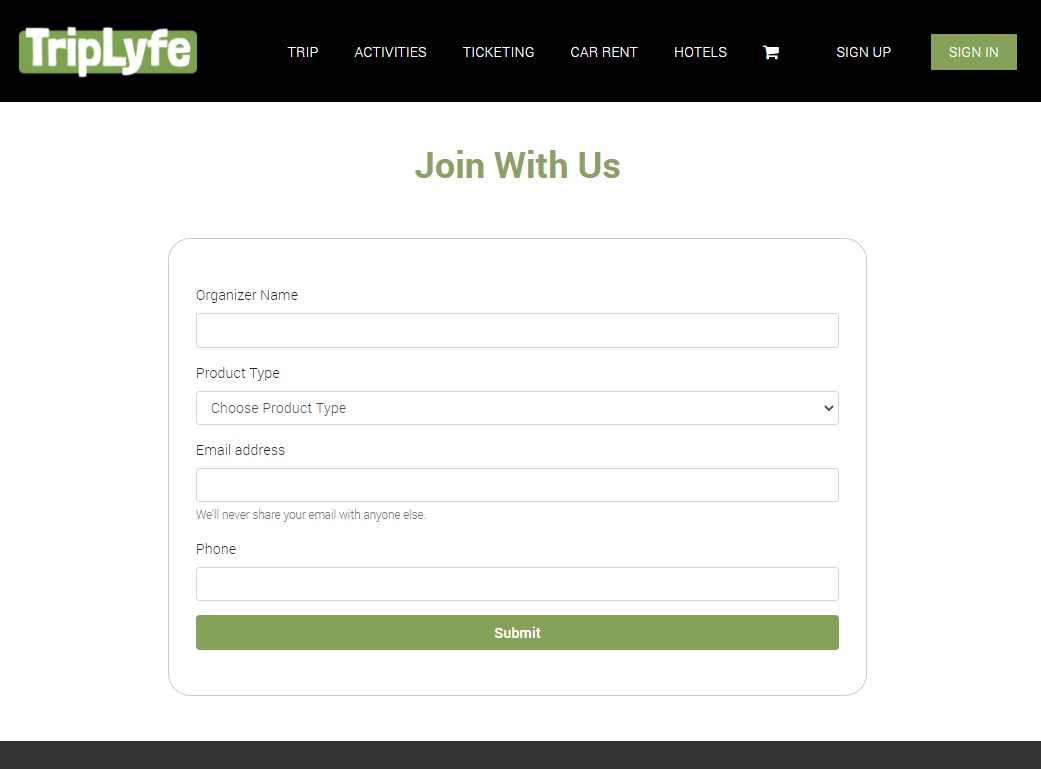 TripLyfe
TRIP ACTIVITIES TICKETING CAR RENT HOTELS SIGN UP SIGN IN
Join With Us
Organizer Name
Product Type
Choose Product Type
Email address
We'll never share your email with anyone else.
Phone
Submit